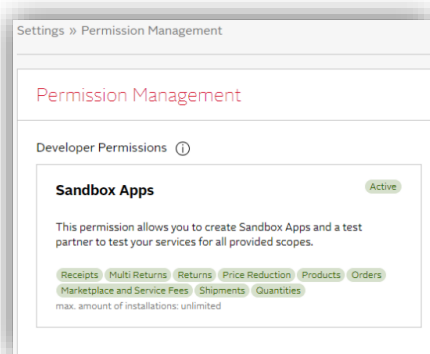 Settings » Permission Management
Permission Management
Developer Permissions ⓘ
Sandbox Apps
Active
This permission allows you to create Sandbox Apps and a test
partner to test your services for all provided scopes.
Receipts Multi Returns Returns Price Reduction Products Orders
Marketplace and Service Fees Shipments Quantities
max. amount of installations: unlimited